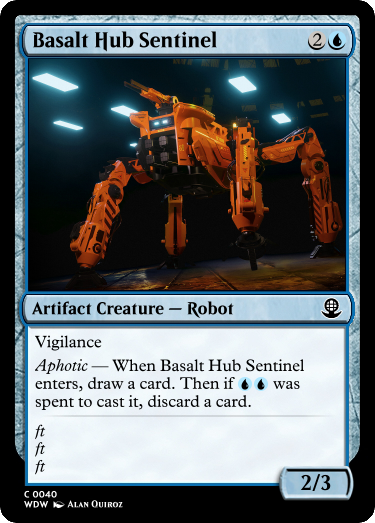 Basalt Hub Sentinel 2
Artifact Creature — Robot
Vigilance
Aphotic — When Basalt Hub Sentinel
enters, draw a card. Then if was
spent to cast it, discard a card.
ft
ft
ft
2/3
C 0040
WDW Alan Quiroz